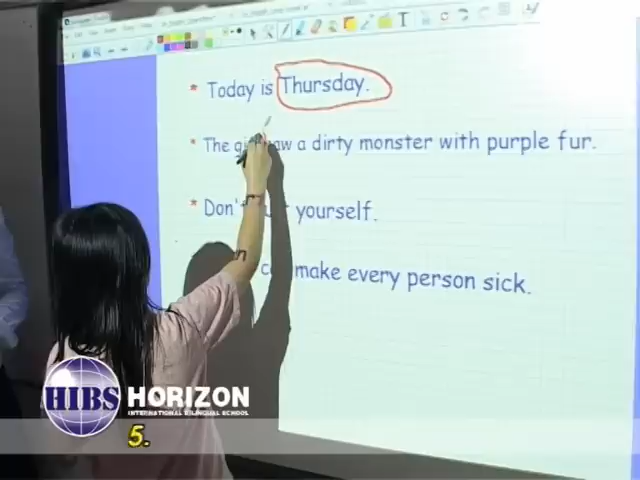 * Today is Thursday.
* The saw a dirty monster with purple fur.
* Don't yourself.
make every person sick.
HIBS HORIZON
INTERNATIONAL BILINGUAL SCHOOL
5.